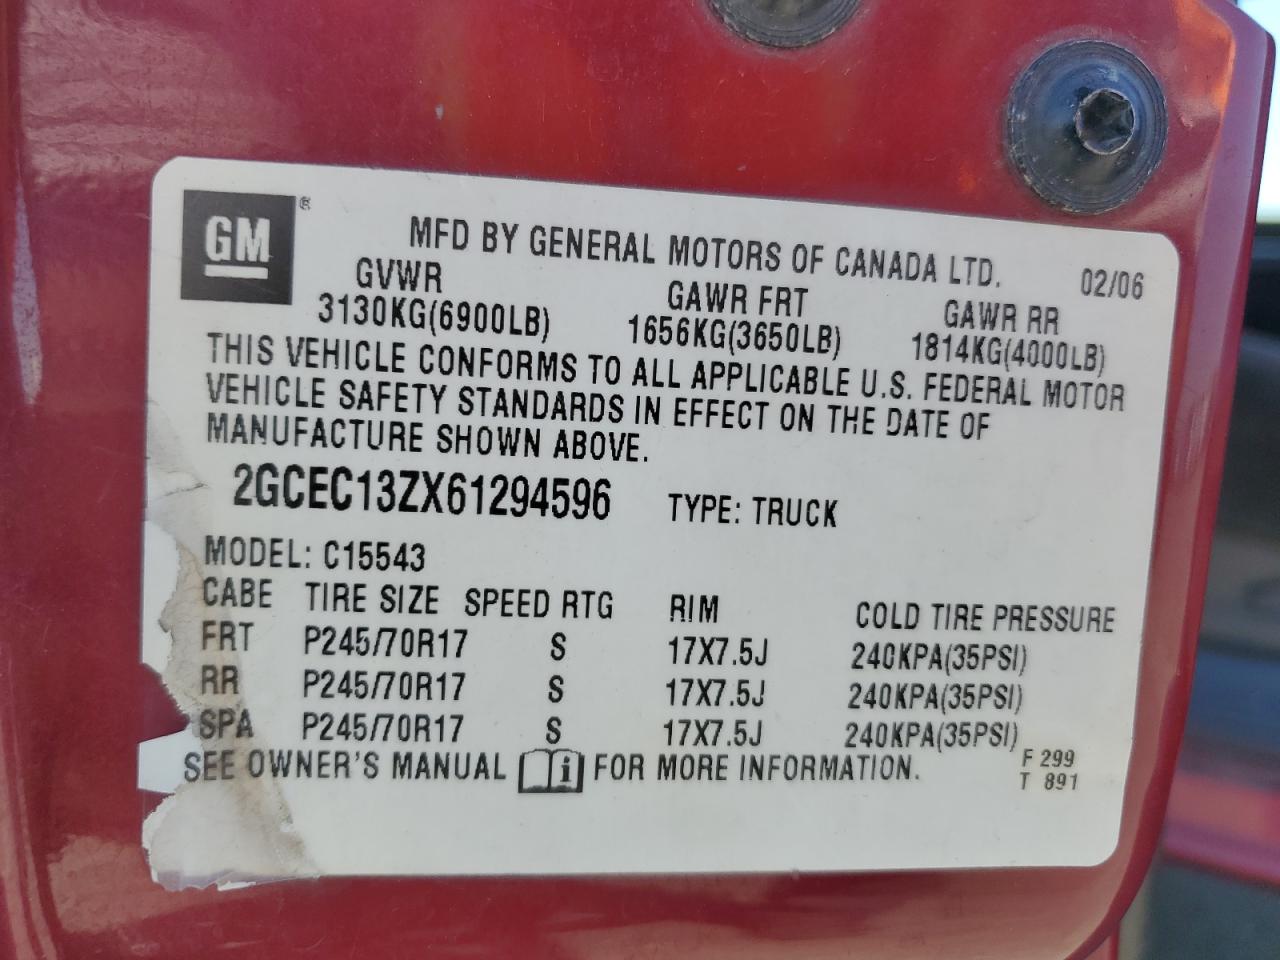 GM ®
MFD BY GENERAL MOTORS OF CANADA LTD. 02/06
GVWR GAWR FRT GAWR RR
3130KG(6900LB) 1656KG(3650LB) 1814KG(4000LB)
THIS VEHICLE CONFORMS TO ALL APPLICABLE U.S. FEDERAL MOTOR
VEHICLE SAFETY STANDARDS IN EFFECT ON THE DATE OF
MANUFACTURE SHOWN ABOVE.
2GCEC13ZX61294596 TYPE: TRUCK
MODEL: C15543
CABE TIRE SIZE SPEED RTG RIM COLD TIRE PRESSURE
FRT P245/70R17 S 17X7.5J 240KPA(35PSI)
RR P245/70R17 S 17X7.5J 240KPA(35PSI)
SPA P245/70R17 S 17X7.5J 240KPA(35PSI)
SEE OWNER'S MANUAL i FOR MORE INFORMATION.
F 299
T 891